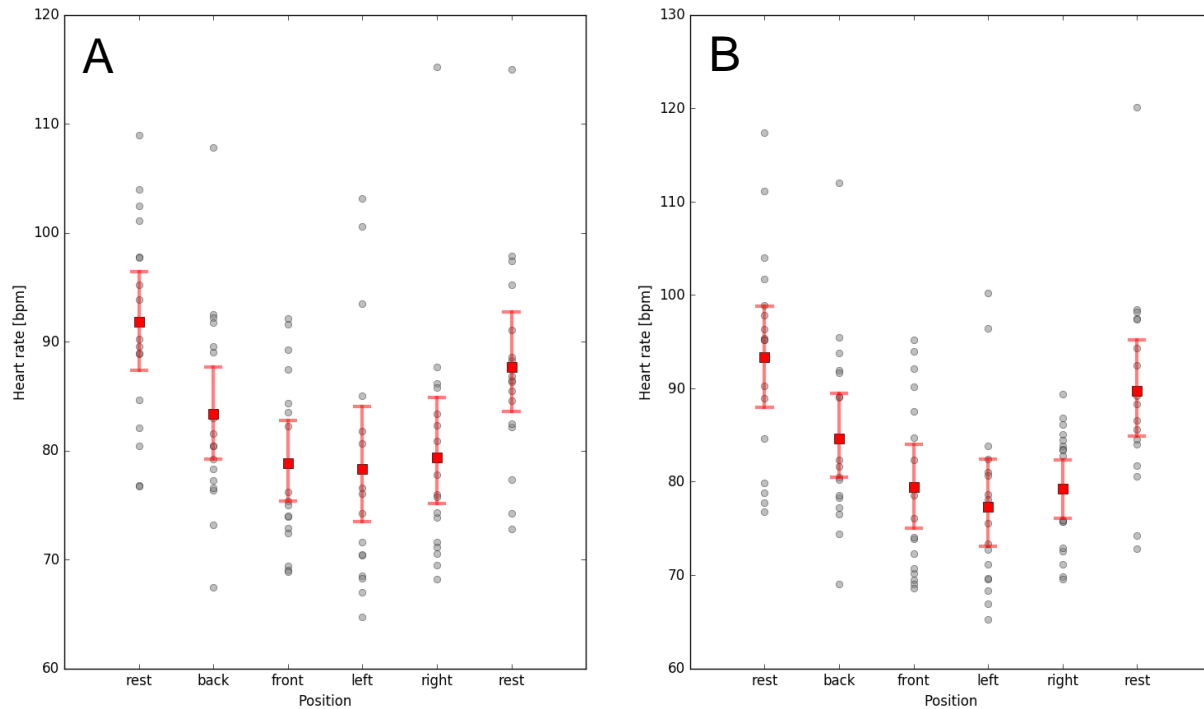 A
120
110
100
90
80
70
60
Heart rate [bpm]
rest back front left right rest
Position
B
130
120
110
100
90
80
70
60
Heart rate [bpm]
rest back front left right rest
Position